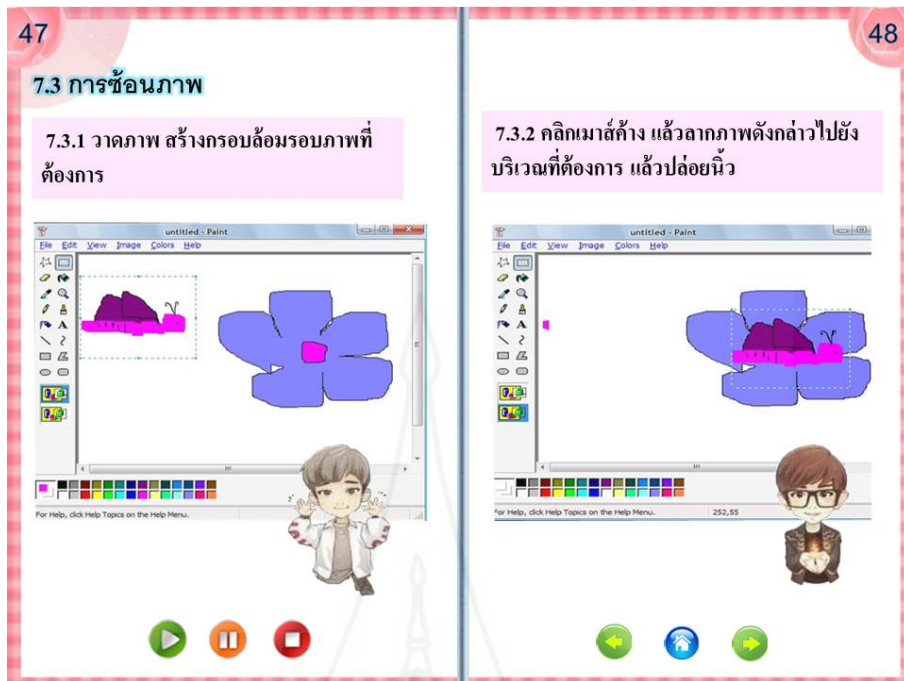 47
7.3 การซ้อนภาพ
7.3.1 วาดภาพ สร้างกรอบล้อมรอบภาพที่
ต้องการ
untitled - Paint
File Edit View Image Colors Help
A
For Help, click Help Topics on the Help Menu.
48
7.3.2 คลิกเมาส์ค้าง แล้วลากภาพดังกล่าวไปยัง
บริเวณที่ต้องการ แล้วปล่อยนิ้ว
untitled - Paint
File Edit View Image Colors Help
A
For Help, click Help Topics on the Help Menu. 252,55